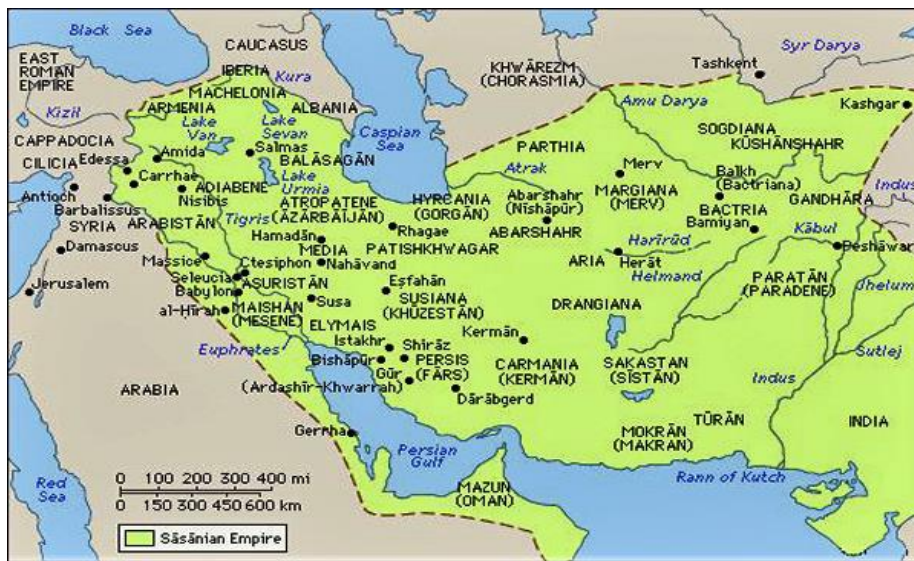 Black Sea
CAUCASUS
EAST
ROMAN
EMPIRE
IBERIA
Kura
MACHELONIA
KHWĀREZM
(CHORASMIA)
Tashkent
Syr Darya
Kizil
ARMENIA
Lake
Van
Lake
Sevan
ALBANIA
Caspian
Sea
Amu Darya
Kashgar
CAPPADOCIA
CILICIA
Edessa
Amida
Salmas
BALĀSAGĀN
PARTHIA
SOGDIANA
KŪSHĀNSHAHR
Antioch
Carrhae
ADIABENE
Nisibis
Lake
Urmia
Atrak
Merv
MARGIANA
(MERV)
Balkh
(Bactriana)
GANDHĀRA
Indus
Barbalissus
SYRIA
ARABISTĀN
Tigris
ATROPATENE
(ĀZĀRBĀIJĀN)
HYRCANIA
(GORGĀN)
Abarshahr
(Nīshāpūr)
ABARSHAHR
BACTRIA
Bamiyan
Kābul
Damascus
Hamadān
MEDIA
Rhagae
PATISHKHWAGAR
Harīrūd
Peshāwar
Massice
Ctesiphon
Nahāvand
ARIA
Herāt
Helmand
Seleucia
ASURISTĀN
Eṣfahān
PARATĀN
(PARADENE)
Jhelum
Jerusalem
Babylon
MAISHĀN
(MESENE)
Susa
SUSIANA
(KHŪZESTĀN)
DRANGIANA
al-Ḥīrah
ELYMAIS
Kermān
Euphrates
Istakhr
Shīrāz
Bishāpūr
PERSIS
(FĀRS)
CARMANIA
(KERMĀN)
SAKASTAN
(SĪSTĀN)
Indus
Sutlej
ARABIA
Gūr
(Ardashīr-Khwarrah)
Dārābgerd
Gerrha
MOKRĀN
(MAKRĀN)
TŪRĀN
INDIA
Persian
Gulf
Rann of Kutch
Red
Sea
0 100 200 300 400 mi
0 150 300 450 600 km
MAZUN
(OMAN)
Sāsānian Empire